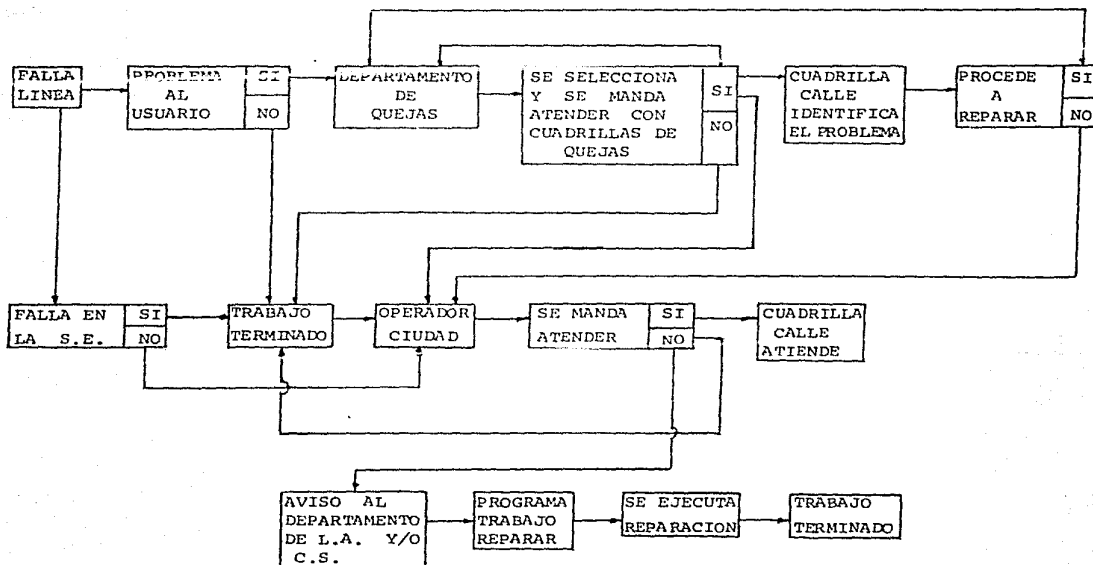 FALLA
LINEA
PROBLEMA
AL
USUARIO
SI
NO
DEPARTAMENTO
DE
QUEJAS
SE SELECCIONA
Y SE MANDA
ATENDER CON
CUADRILLAS DE
QUEJAS
SI
NO
CUADRILLA
CALLE
IDENTIFICA
EL PROBLEMA
PROCEDE
A
REPARAR
SI
NO
FALLA EN
LA S.E.
SI
NO
TRABAJO
TERMINADO
OPERADOR
CIUDAD
SE MANDA
ATENDER
SI
NO
CUADRILLA
CALLE
ATIENDE
AVISO AL
DEPARTAMENTO
DE L.A. Y/O
C.S.
PROGRAMA
TRABAJO
REPARAR
SE EJECUTA
REPARACION
TRABAJO
TERMINADO